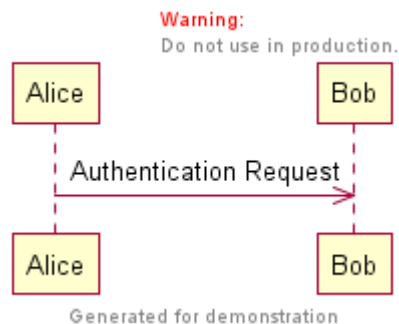 Warning:
Do not use in production.
Alice Bob
Authentication Request
Alice Bob
Generated for demonstration